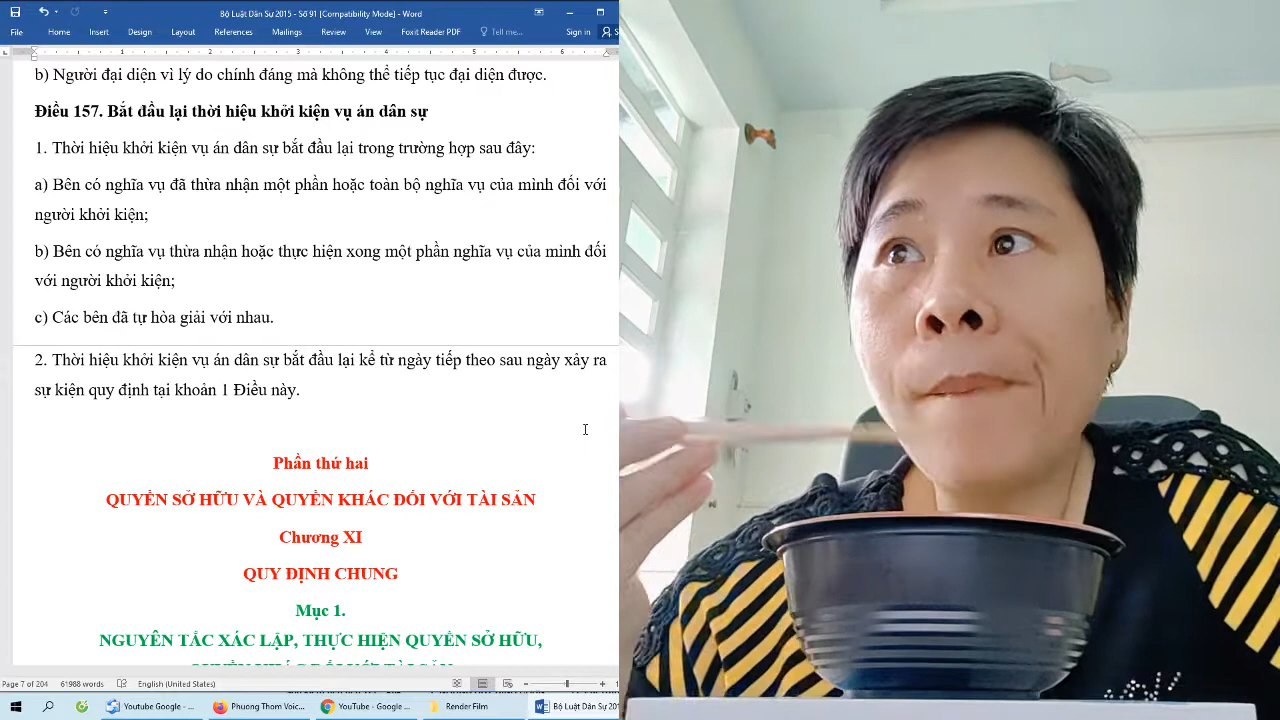 Bộ Luật Dân Sự 2015 - Số 91 [Compatibility Mode] - Word
File Home Insert Design Layout References Mailings Review View Foxit Reader PDF Tell me... Sign in
1 2 3 4 5 6
b) Người đại diện vì lý do chính đáng mà không thể tiếp tục đại diện được.
Điều 157. Bắt đầu lại thời hiệu khởi kiện vụ án dân sự
1. Thời hiệu khởi kiện vụ án dân sự bắt đầu lại trong trường hợp sau đây:
a) Bên có nghĩa vụ đã thừa nhận một phần hoặc toàn bộ nghĩa vụ của mình đối với
người khởi kiện;
b) Bên có nghĩa vụ thừa nhận hoặc thực hiện xong một phần nghĩa vụ của mình đối
với người khởi kiện;
c) Các bên đã tự hòa giải với nhau.
2. Thời hiệu khởi kiện vụ án dân sự bắt đầu lại kể từ ngày tiếp theo sau ngày xảy ra
sự kiện quy định tại khoản 1 Điều này.
Phần thứ hai
QUYỀN SỞ HỮU VÀ QUYỀN KHÁC ĐỐI VỚI TÀI SẢN
Chương XI
QUY ĐỊNH CHUNG
Mục 1.
NGUYÊN TẮC XÁC LẬP, THỰC HIỆN QUYỀN SỞ HỮU,
Page 7 of 204 61988 words English (United States)
Youtube Google - ... Phuong Thom Voic... YouTube - Google... Render Film Bộ Luật Dân Sự 201